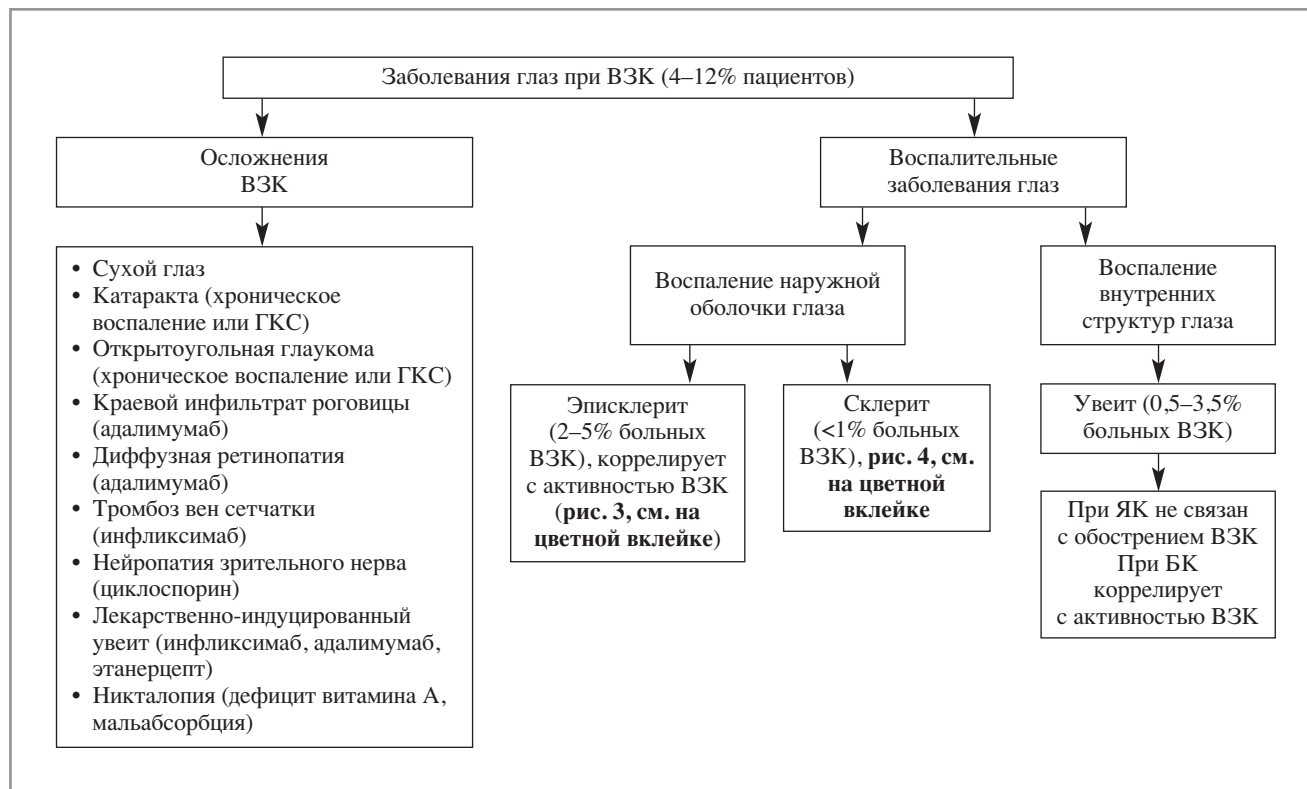 Заболевания глаз при ВЗК (4–12% пациентов)
Осложнения
ВЗК
• Сухой глаз
• Катаракта (хроническое
воспаление или ГКС)
• Открытоугольная глаукома
(хроническое воспаление или ГКС)
• Краевой инфильтрат роговицы
(адалимумаб)
• Диффузная ретинопатия
(адалимумаб)
• Тромбоз вен сетчатки
(инфликсимаб)
• Нейропатия зрительного нерва
(циклоспорин)
• Лекарственно-индуцированный
увеит (инфликсимаб, адалимумаб,
этанерцепт)
• Никталопия (дефицит витамина А,
мальабсорбция)
Воспалительные
заболевания глаз
Воспаление наружной
оболочки глаза
Эписклерит
(2–5% больных
ВЗК), коррелирует
с активностью ВЗК
(рис. 3, см. на
цветной вклейке)
Склерит
(<1% больных
ВЗК), рис. 4, см.
на цветной
вклейке
Воспаление
внутренних
структур глаза
Увеит (0,5–3,5%
больных ВЗК)
При ЯК не связан
с обострением ВЗК
При БК
коррелирует
с активностью ВЗК